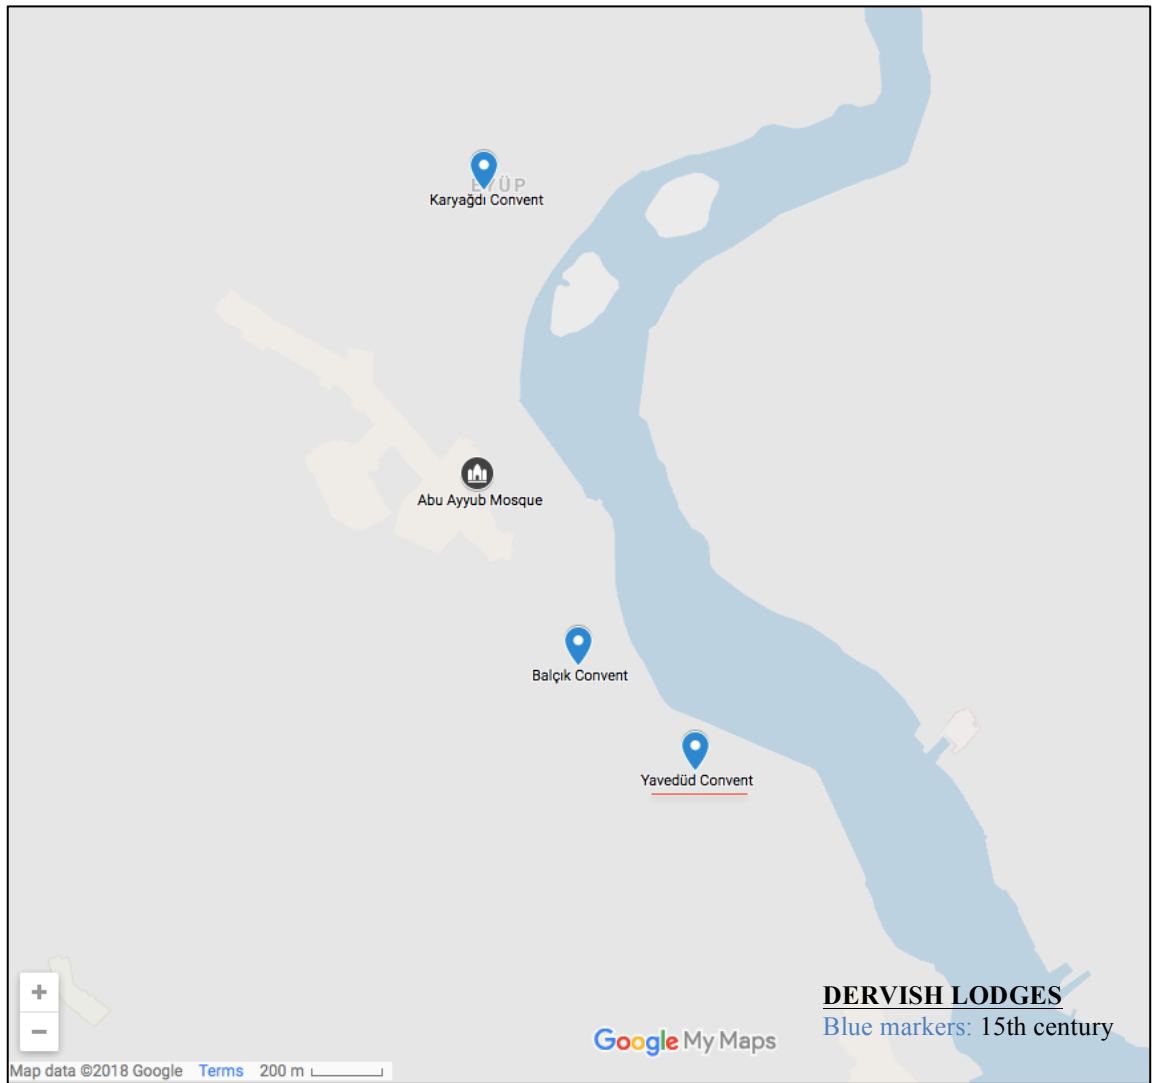 EYÜP
Karyağdı Convent
Abu Ayyub Mosque
Balçık Convent
Yavedüd Convent
+
−
DERVISH LODGES
Blue markers: 15th century
Google My Maps
Map data ©2018 Google Terms 200 m